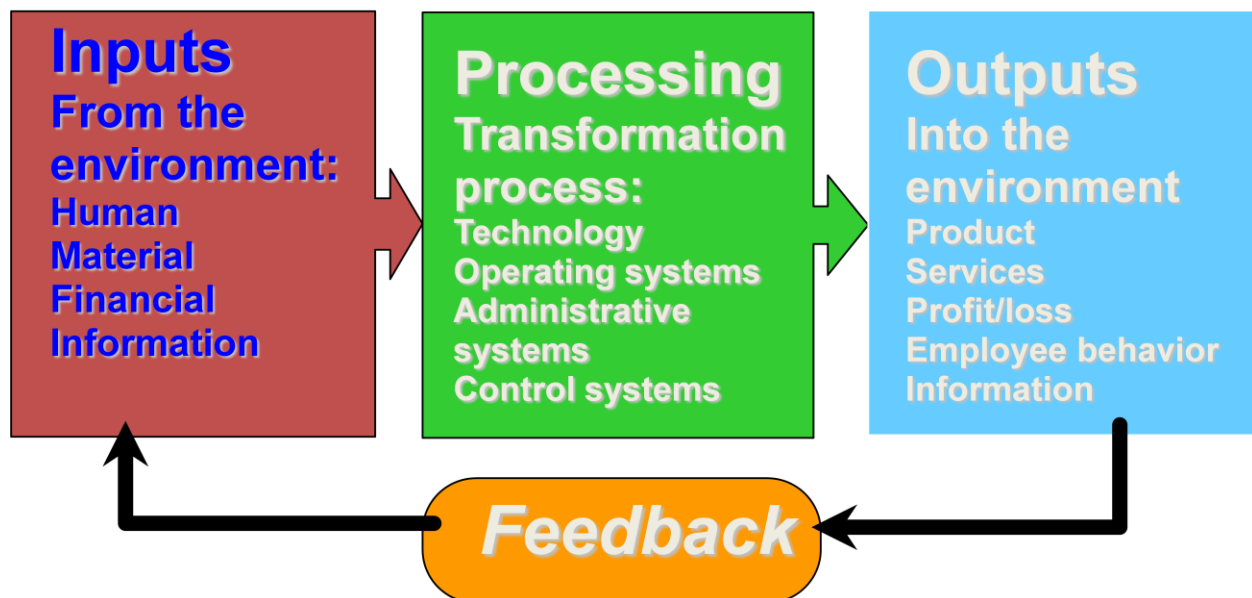 Inputs
From the
environment:
Human
Material
Financial
Information
Processing
Transformation
process:
Technology
Operating systems
Administrative
systems
Control systems
Outputs
Into the
environment
Product
Services
Profit/loss
Employee behavior
Information
Feedback